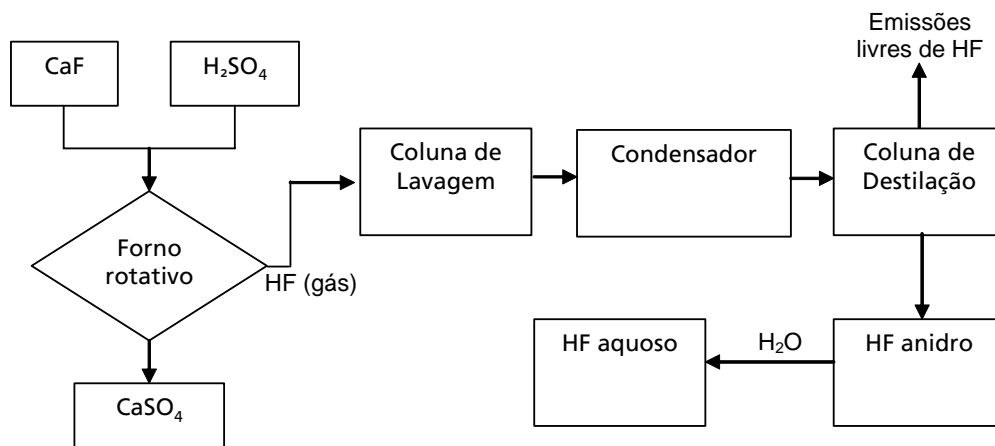 Emissões
livres de HF
CaF
H₂SO₄
Coluna de
Lavagem
Condensador
Coluna de
Destilação
Forno
rotativo
HF (gás)
HF aquoso
H₂O
HF anidro
CaSO₄